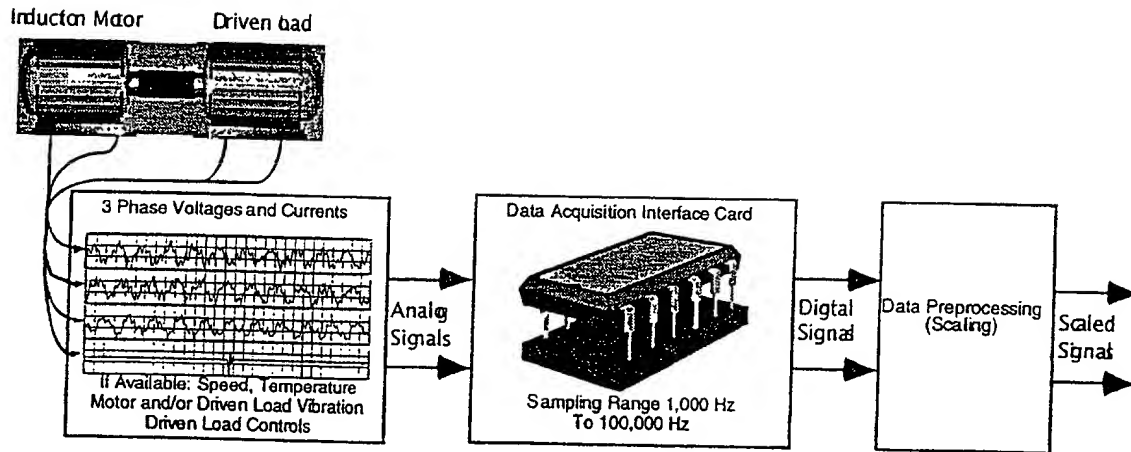 Inducton Motor
Driven oad
3 Phase Voltages and Currents
If Available: Speed, Temperature
Motor and/or Driven Load Vibration
Driven Load Controls
Analog
Signals
Data Acquisition Interface Card
Sampling Range 1,000 Hz
To 100,000 Hz
Digtal
Signal
Data Preprocessing
(Scaling)
Scaled
Signals